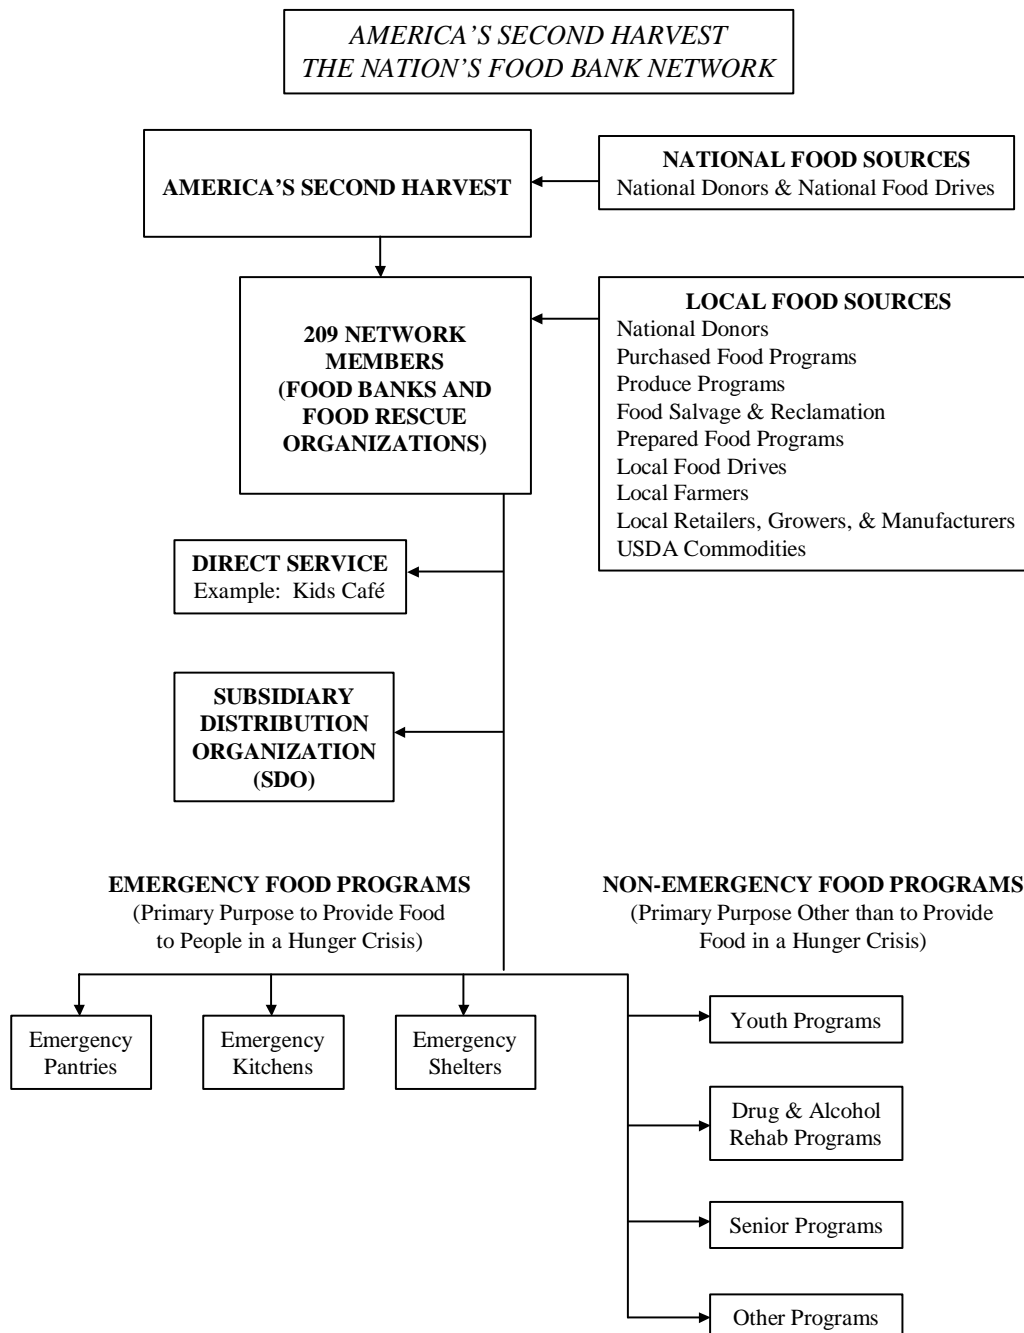 AMERICA’S SECOND HARVEST
THE NATION’S FOOD BANK NETWORK
AMERICA’S SECOND HARVEST
NATIONAL FOOD SOURCES
National Donors & National Food Drives
209 NETWORK
MEMBERS
(FOOD BANKS AND
FOOD RESCUE
ORGANIZATIONS)
LOCAL FOOD SOURCES
National Donors
Purchased Food Programs
Produce Programs
Food Salvage & Reclamation
Prepared Food Programs
Local Food Drives
Local Farmers
Local Retailers, Growers, & Manufacturers
USDA Commodities
DIRECT SERVICE
Example: Kids Café
SUBSIDIARY
DISTRIBUTION
ORGANIZATION
(SDO)
EMERGENCY FOOD PROGRAMS
(Primary Purpose to Provide Food
to People in a Hunger Crisis)
NON-EMERGENCY FOOD PROGRAMS
(Primary Purpose Other than to Provide
Food in a Hunger Crisis)
Emergency
Pantries
Emergency
Kitchens
Emergency
Shelters
Youth Programs
Drug & Alcohol
Rehab Programs
Senior Programs
Other Programs